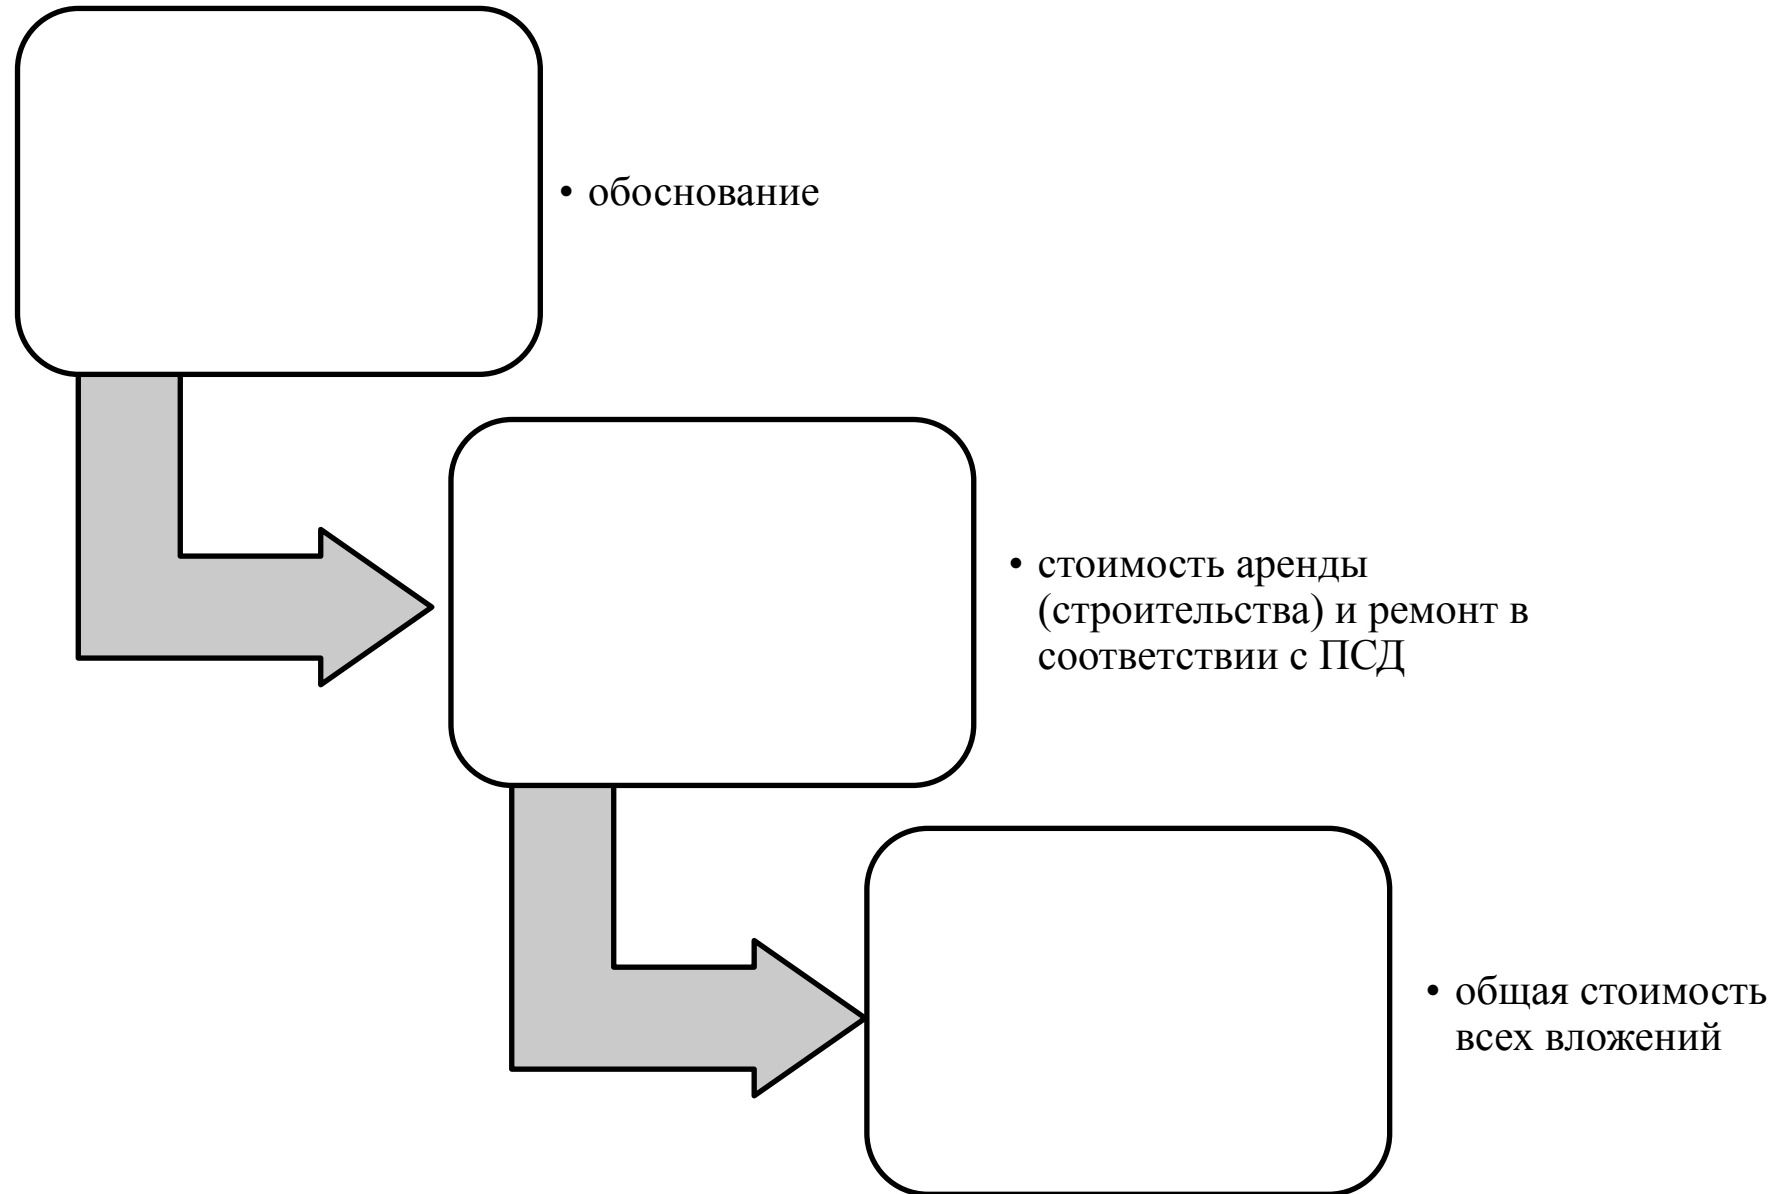 • обоснование
• стоимость аренды
(строительства) и ремонт в
соответствии с ПСД
• общая стоимость
всех вложений